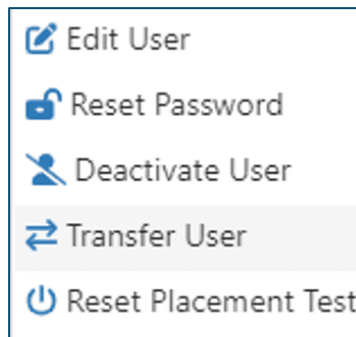 Edit User
Reset Password
Deactivate User
Transfer User
Reset Placement Test